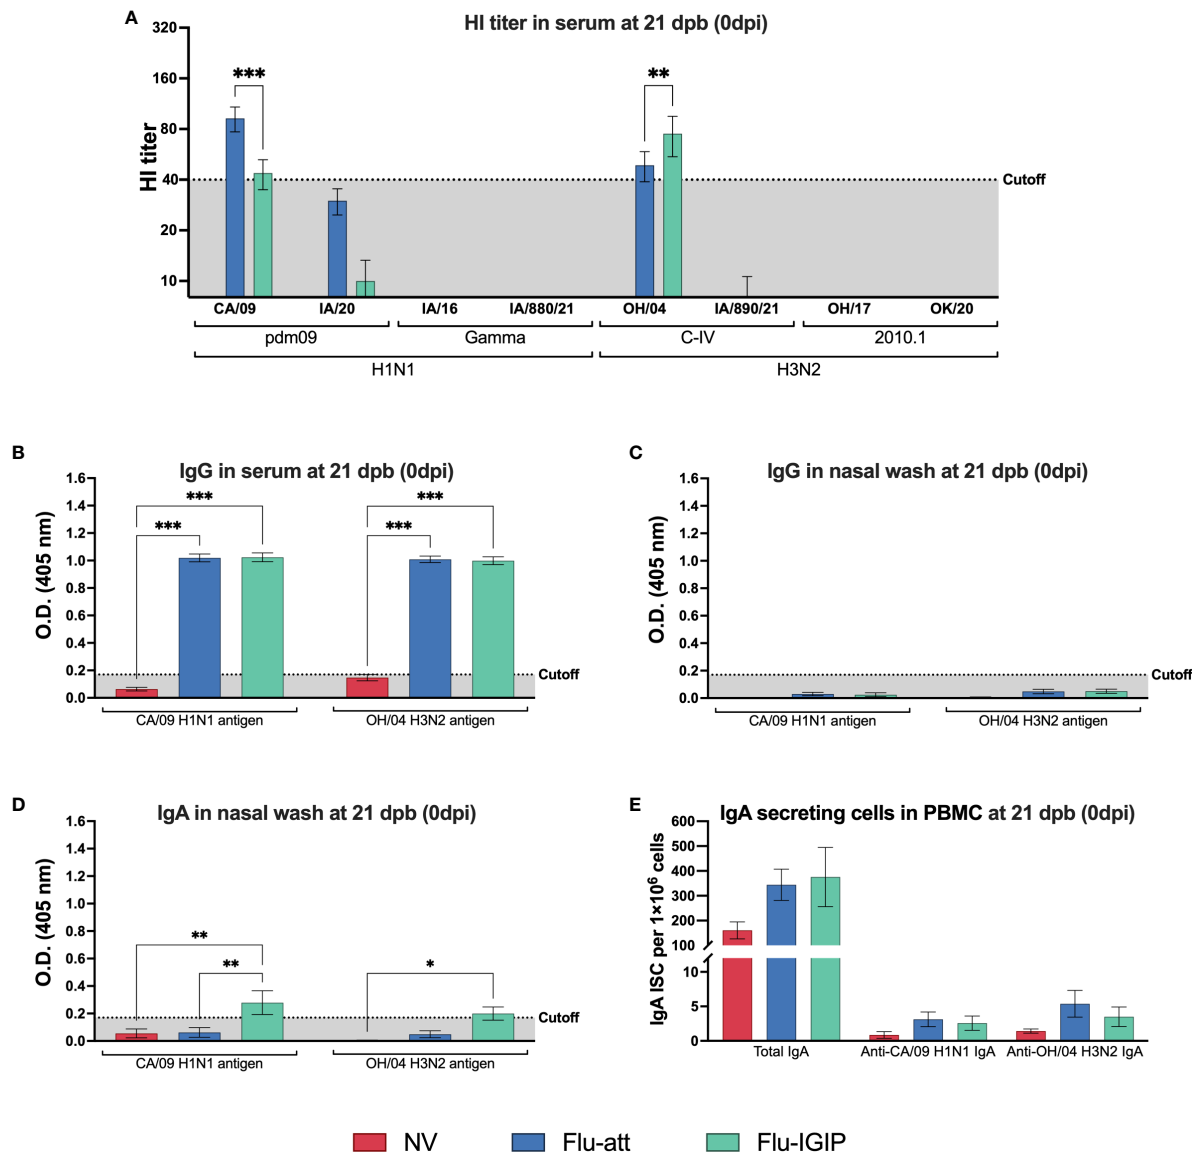 A
HI titer in serum at 21 dpb (0dpi)
HI titer
320
160
80
40
20
10
***
**
Cutoff
CA/09 IA/20 IA/16 IA/880/21 OH/04 IA/890/21 OH/17 OK/20
pdm09 Gamma C-IV 2010.1
H1N1 H3N2
B
IgG in serum at 21 dpb (0dpi)
O.D. (405 nm)
1.6
1.4
1.2
1.0
0.8
0.6
0.4
0.2
0.0
*** ***
*** ***
Cutoff
CA/09 H1N1 antigen OH/04 H3N2 antigen
C
IgG in nasal wash at 21 dpb (0dpi)
O.D. (405 nm)
1.6
1.4
1.2
1.0
0.8
0.6
0.4
0.2
0.0
Cutoff
CA/09 H1N1 antigen OH/04 H3N2 antigen
D
IgA in nasal wash at 21 dpb (0dpi)
O.D. (405 nm)
1.6
1.4
1.2
1.0
0.8
0.6
0.4
0.2
0.0
**
** *
Cutoff
CA/09 H1N1 antigen OH/04 H3N2 antigen
E
IgA secreting cells in PBMC at 21 dpb (0dpi)
IgA ISC per 1×10⁶ cells
600
500
400
300
200
100
10
5
0
Total IgA Anti-CA/09 H1N1 IgA Anti-OH/04 H3N2 IgA
NV Flu-att Flu-IGIP